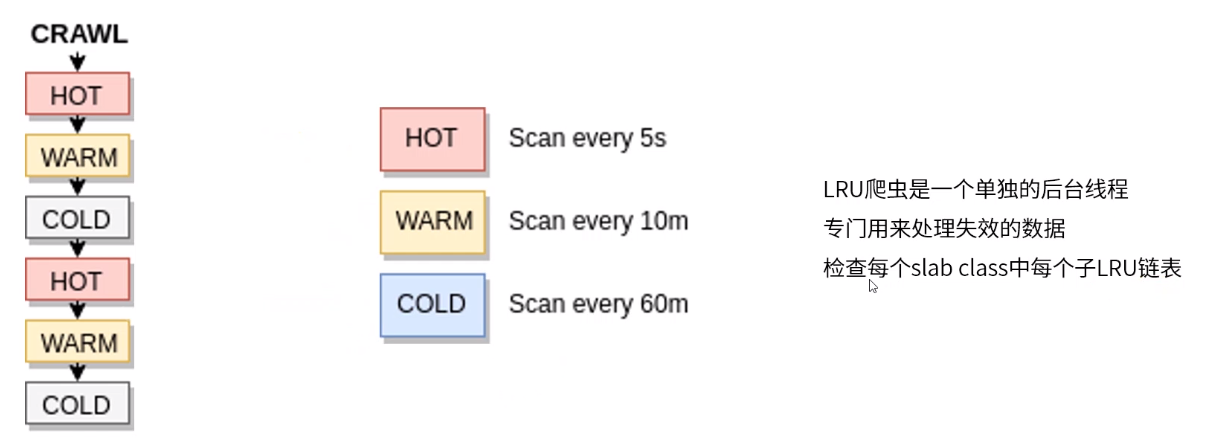 CRAWL
HOT
WARM
COLD
HOT
WARM
COLD
HOT Scan every 5s
WARM Scan every 10m
COLD Scan every 60m
LRU爬虫是一个单独的后台线程
专门用来处理失效的数据
检查每个slab class中每个子LRU链表